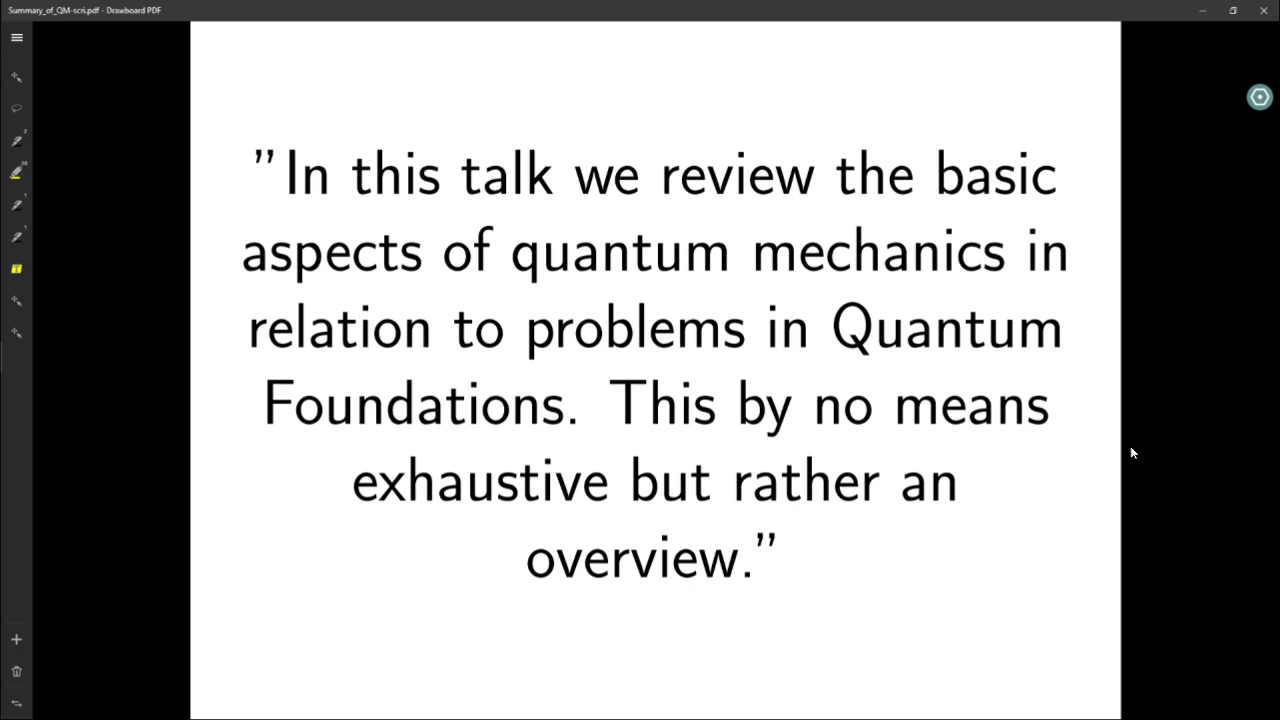 Summary_of_QM-scri.pdf - Drawboard PDF
”In this talk we review the basic
aspects of quantum mechanics in
relation to problems in Quantum
Foundations. This by no means
exhaustive but rather an
overview.”